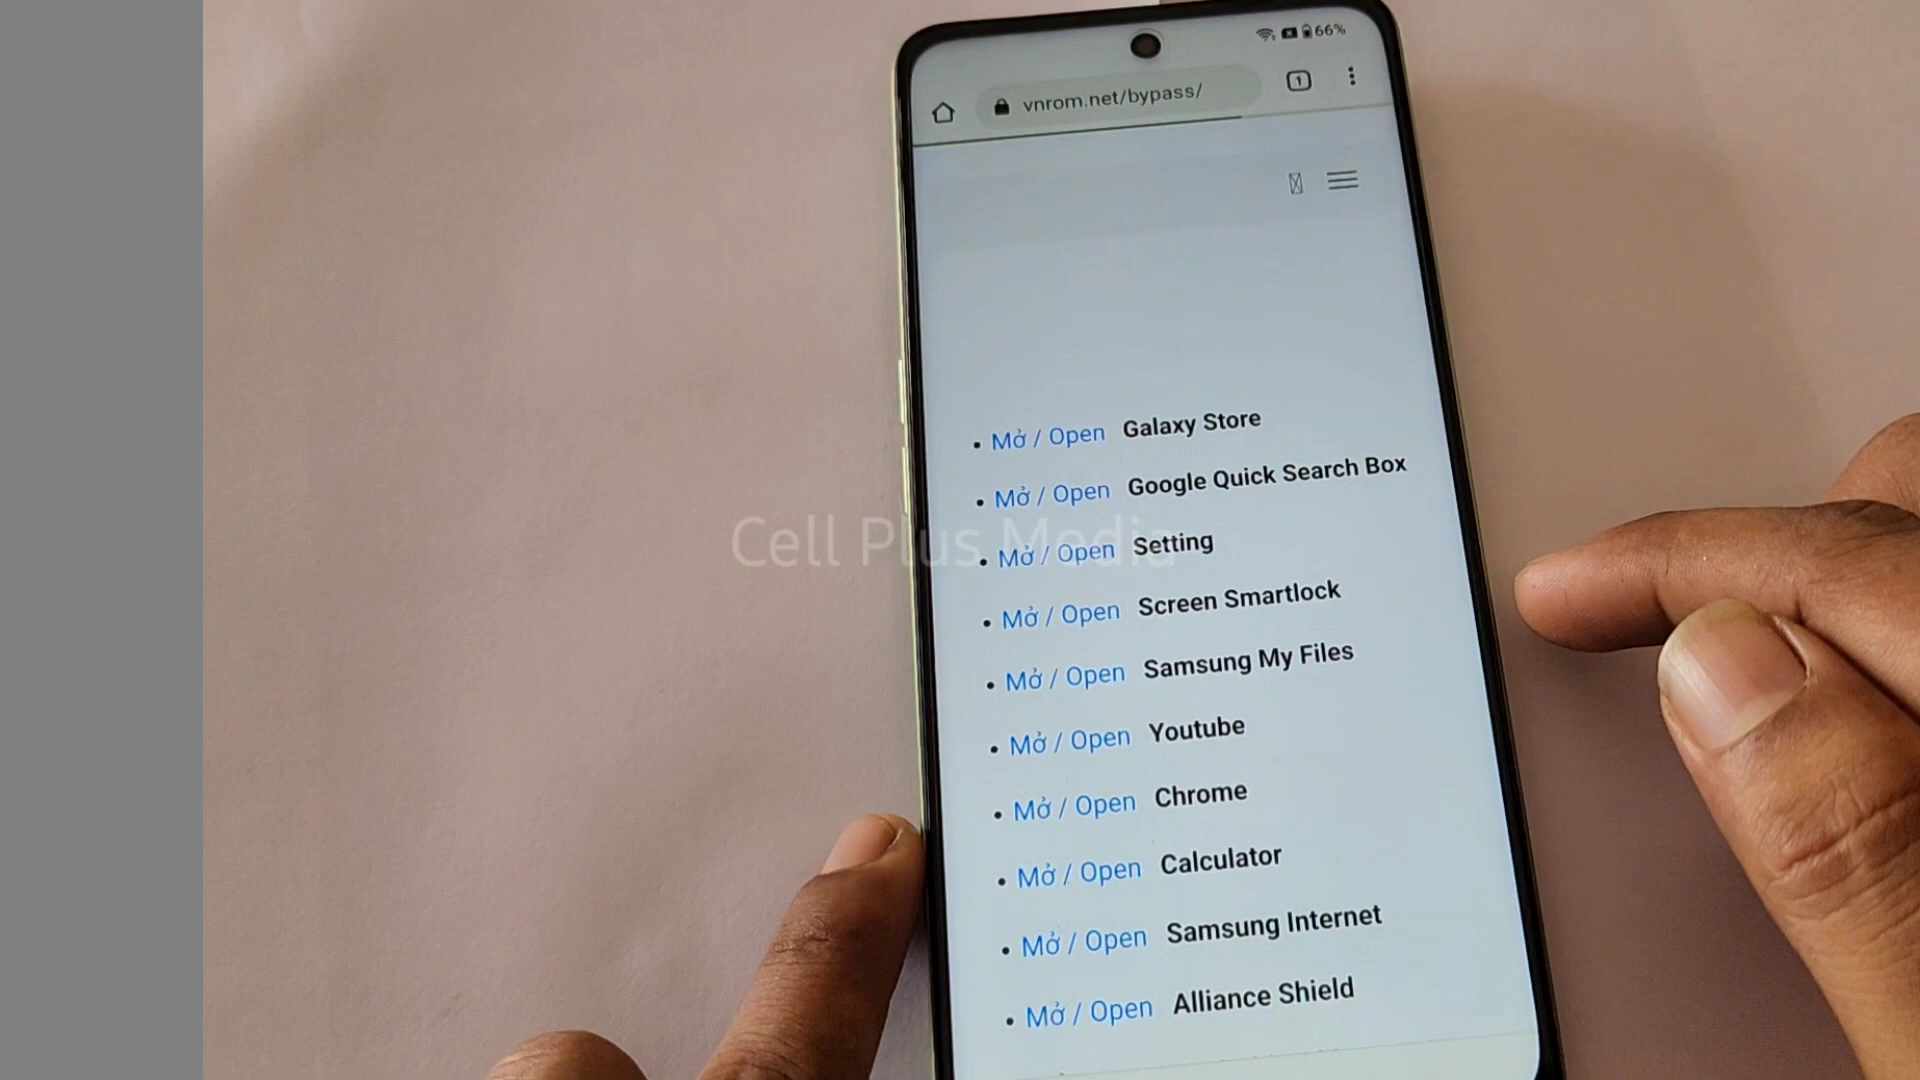 66%
vnrom.net/bypass/
1
Mở / Open Galaxy Store
Mở / Open Google Quick Search Box
Mở / Open Setting
Cell Plus Media
Mở / Open Screen Smartlock
Mở / Open Samsung My Files
Mở / Open Youtube
Mở / Open Chrome
Mở / Open Calculator
Mở / Open Samsung Internet
Mở / Open Alliance Shield